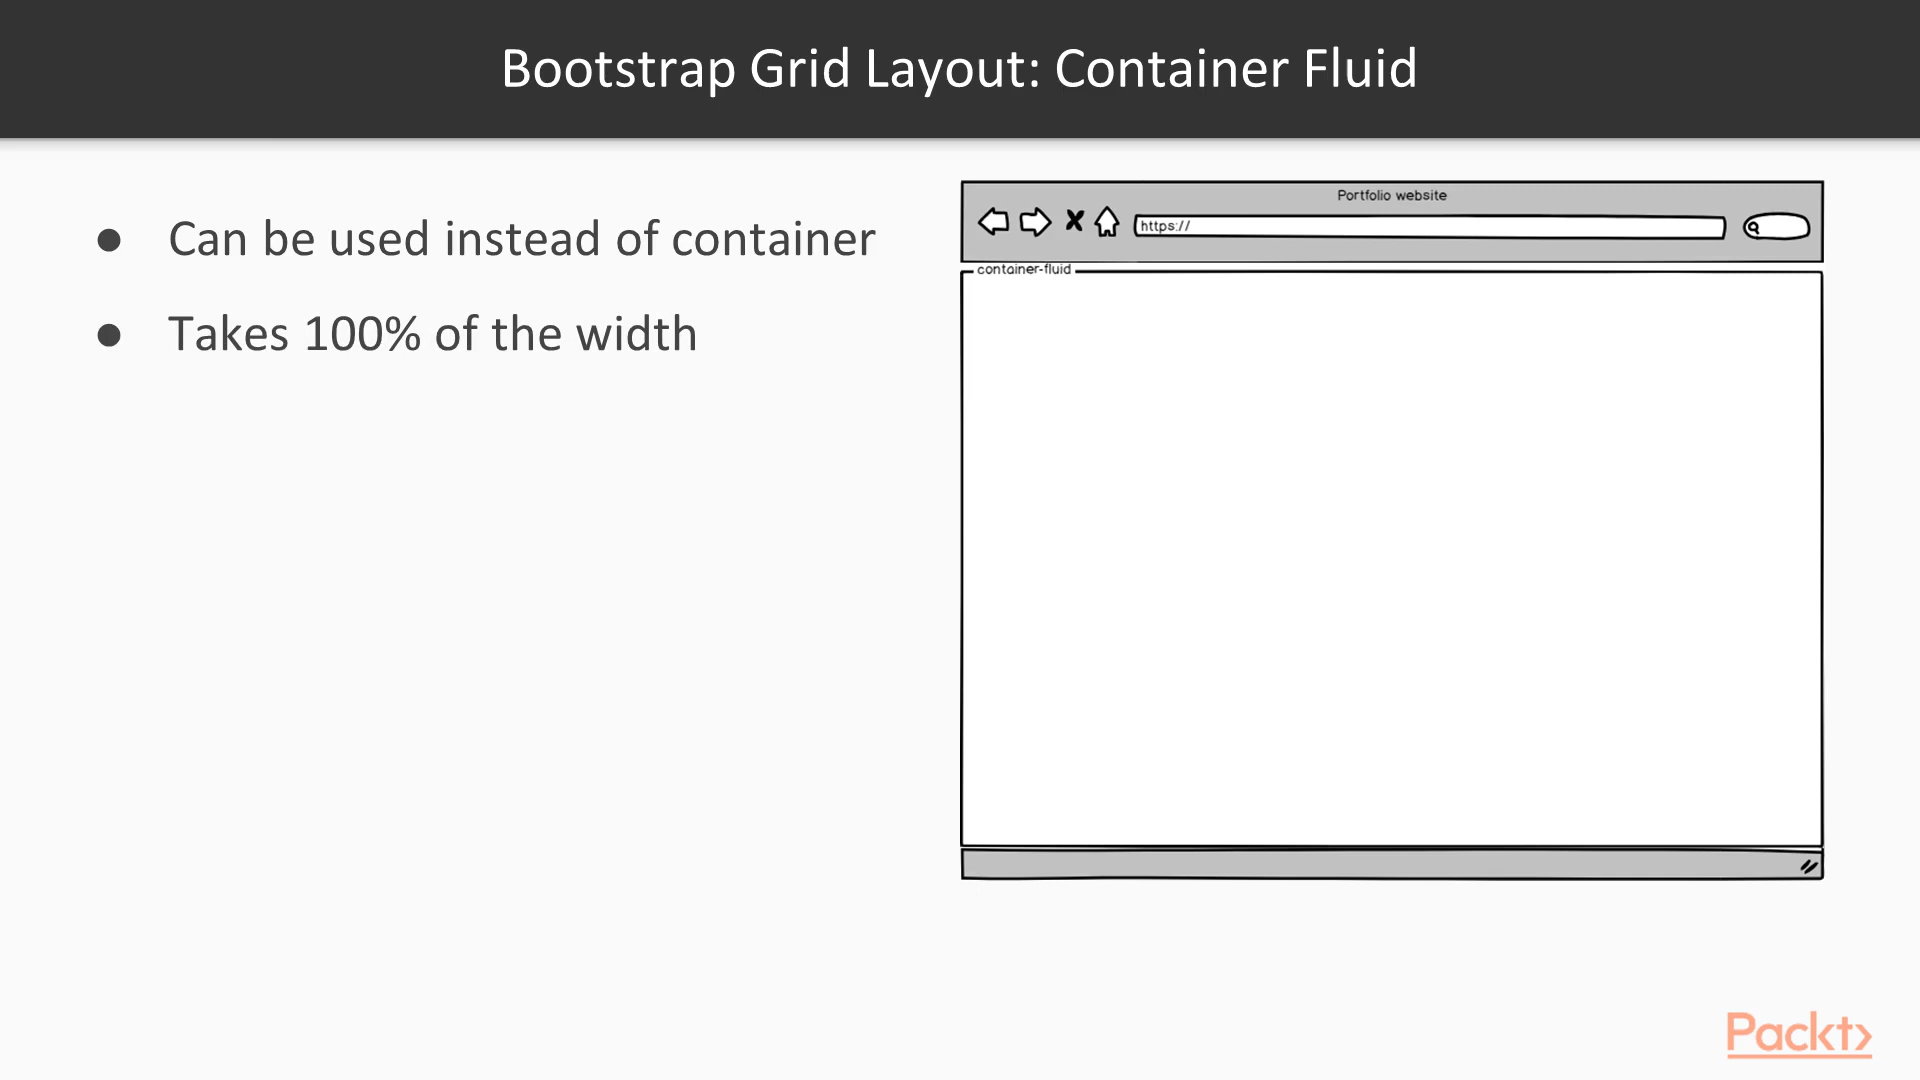 Bootstrap Grid Layout: Container Fluid
● Can be used instead of container
● Takes 100% of the width
Portfolio website
https://
container-fluid
Packt>